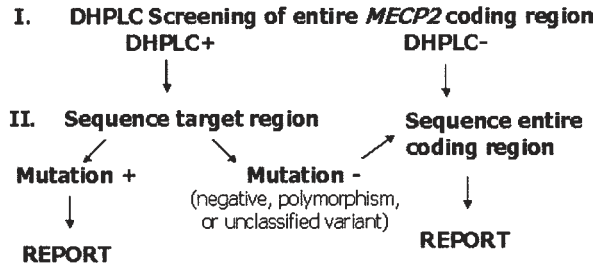 I. DHPLC Screening of entire MECP2 coding region
DHPLC+ DHPLC-
II. Sequence target region
Sequence entire
coding region
Mutation + Mutation -
(negative, polymorphism,
or unclassified variant)
REPORT REPORT